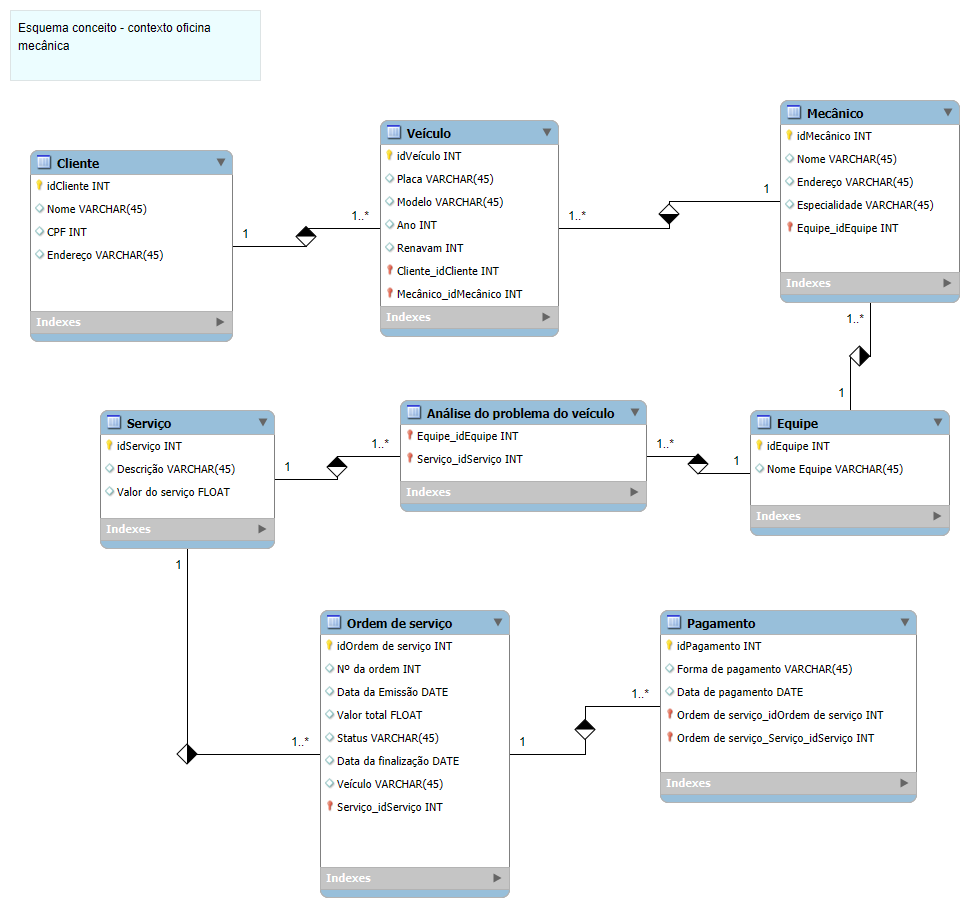 Esquema conceito - contexto oficina
mecânica
Cliente
idCliente INT
Nome VARCHAR(45)
CPF INT
Endereço VARCHAR(45)
Indexes
1
1..*
Veículo
idVeículo INT
Placa VARCHAR(45)
Modelo VARCHAR(45)
Ano INT
Renavam INT
Cliente_idCliente INT
Mecânico_idMecânico INT
Indexes
1..*
1
Mecânico
idMecânico INT
Nome VARCHAR(45)
Endereço VARCHAR(45)
Especialidade VARCHAR(45)
Equipe_idEquipe INT
Indexes
1..*
1
Serviço
idServiço INT
Descrição VARCHAR(45)
Valor do serviço FLOAT
Indexes
1
1..*
Análise do problema do veículo
Equipe_idEquipe INT
Serviço_idServiço INT
Indexes
1..*
1
Equipe
idEquipe INT
Nome Equipe VARCHAR(45)
Indexes
1
1..*
Ordem de serviço
idOrdem de serviço INT
Nº da ordem INT
Data da Emissão DATE
Valor total FLOAT
Status VARCHAR(45)
Data da finalização DATE
Veículo VARCHAR(45)
Serviço_idServiço INT
Indexes
1
1..*
Pagamento
idPagamento INT
Forma de pagamento VARCHAR(45)
Data de pagamento DATE
Ordem de serviço_idOrdem de serviço INT
Ordem de serviço_Serviço_idServiço INT
Indexes